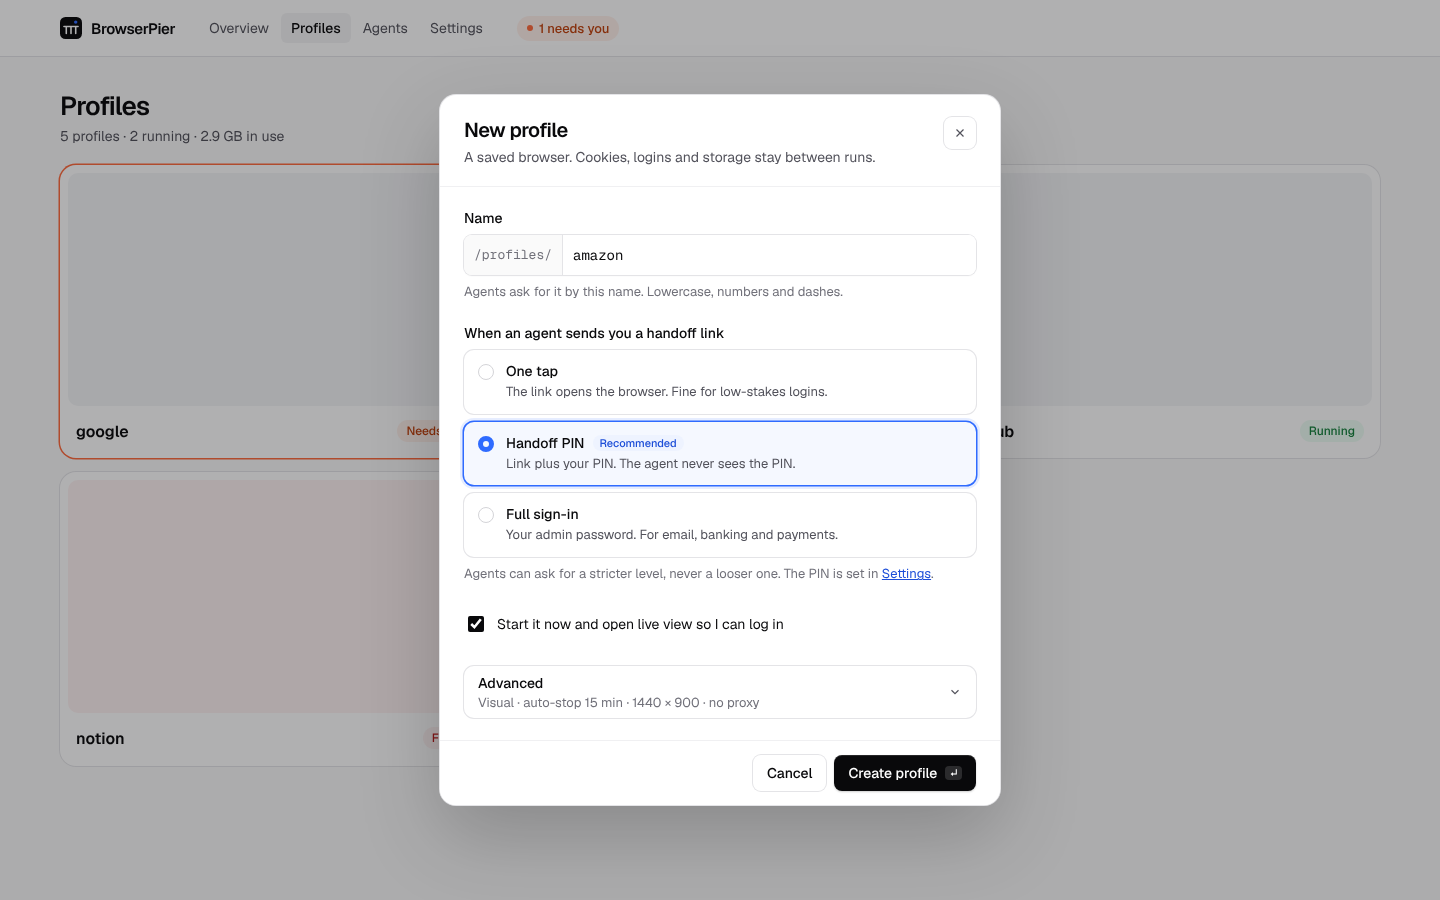 BrowserPier
Overview
Profiles
Agents
Settings
1 needs you
Profiles
5 profiles · 2 running · 2.9 GB in use
google
Needs
Running
notion
New profile
A saved browser. Cookies, logins and storage stay between runs.
Name
/profiles/
amazon
Agents ask for it by this name. Lowercase, numbers and dashes.
When an agent sends you a handoff link
One tap
The link opens the browser. Fine for low-stakes logins.
Handoff PIN Recommended
Link plus your PIN. The agent never sees the PIN.
Full sign-in
Your admin password. For email, banking and payments.
Agents can ask for a stricter level, never a looser one. The PIN is set in Settings.
Start it now and open live view so I can log in
Advanced
Visual · auto-stop 15 min · 1440 × 900 · no proxy
Cancel
Create profile ↵